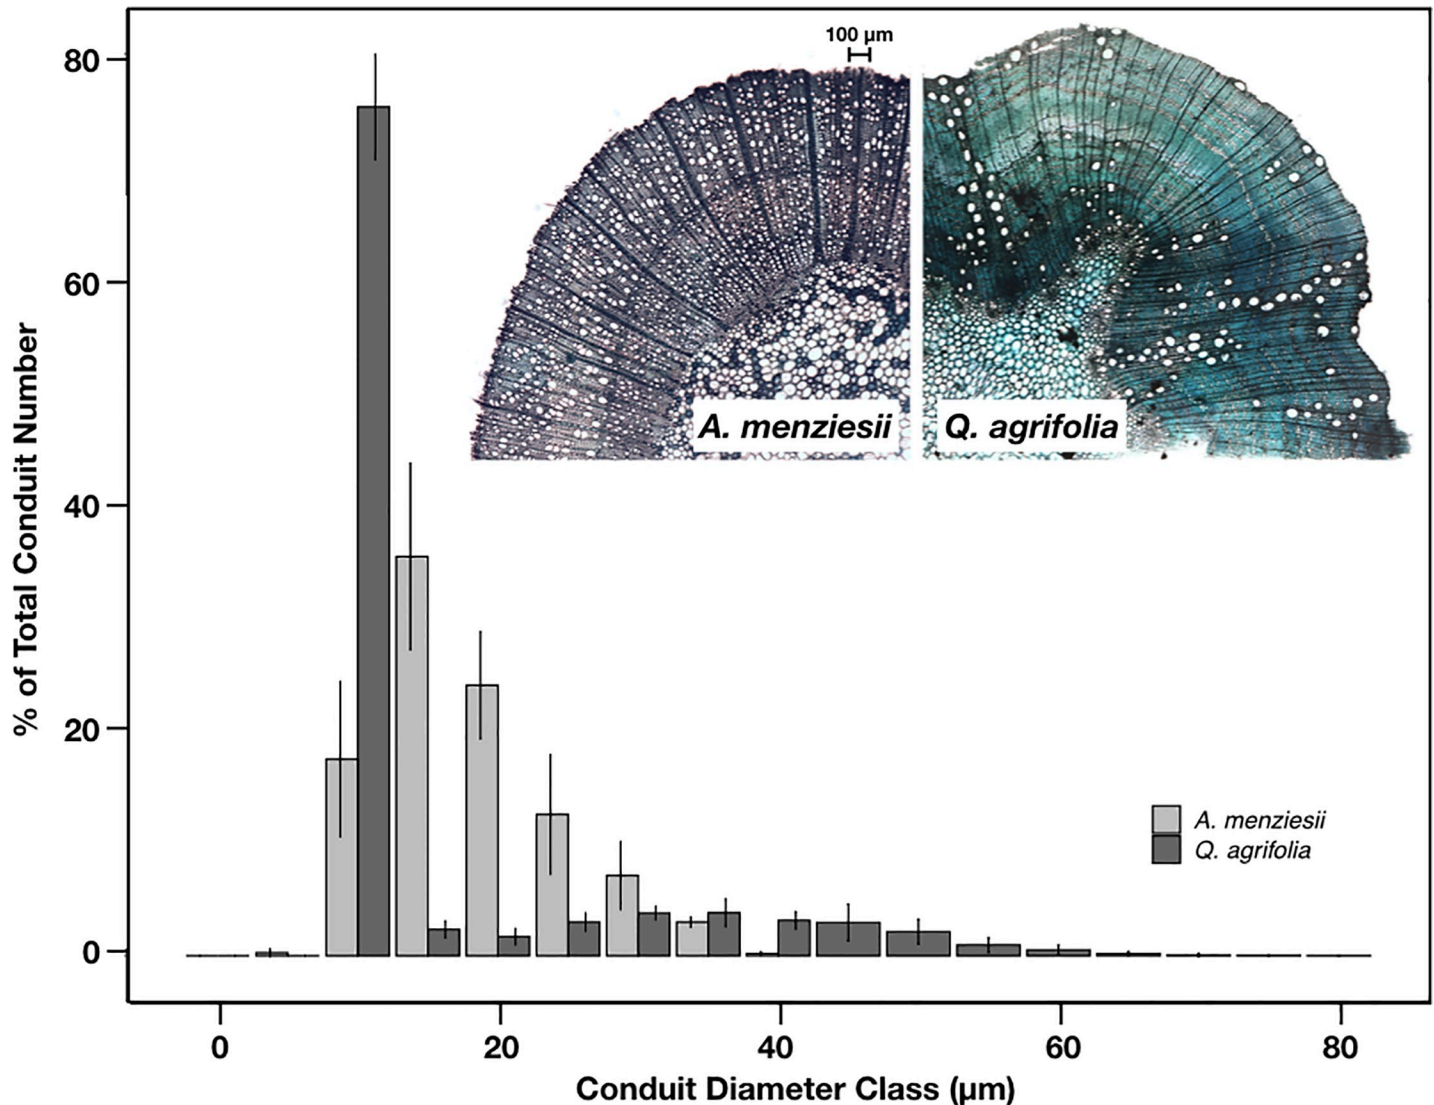 100 µm
A. menziesii
Q. agrifolia
% of Total Conduit Number
80
60
40
20
0
A. menziesii
Q. agrifolia
0
20
40
60
80
Conduit Diameter Class (µm)